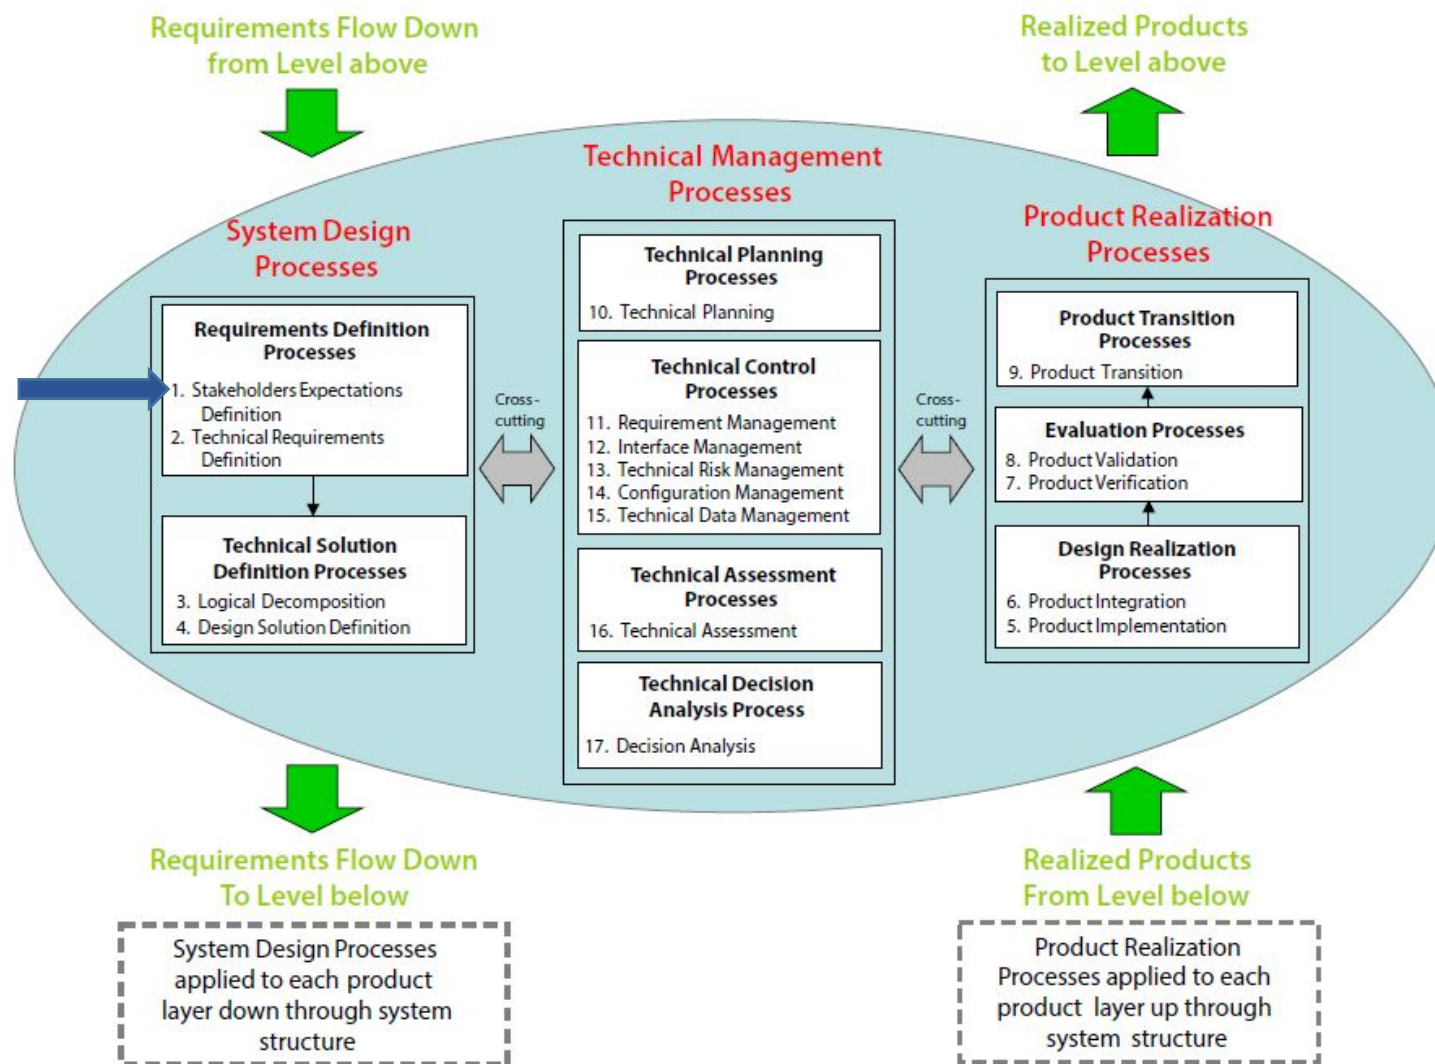 Requirements Flow Down
from Level above
Realized Products
to Level above
Technical Management
Processes
System Design
Processes
Product Realization
Processes
Requirements Definition
Processes
1. Stakeholders Expectations
Definition
2. Technical Requirements
Definition
Technical Solution
Definition Processes
3. Logical Decomposition
4. Design Solution Definition
Cross-
cutting
Technical Planning
Processes
10. Technical Planning
Technical Control
Processes
11. Requirement Management
12. Interface Management
13. Technical Risk Management
14. Configuration Management
15. Technical Data Management
Technical Assessment
Processes
16. Technical Assessment
Technical Decision
Analysis Process
17. Decision Analysis
Cross-
cutting
Product Transition
Processes
9. Product Transition
Evaluation Processes
8. Product Validation
7. Product Verification
Design Realization
Processes
6. Product Integration
5. Product Implementation
Requirements Flow Down
To Level below
Realized Products
From Level below
System Design Processes
applied to each product
layer down through system
structure
Product Realization
Processes applied to each
product layer up through
system structure